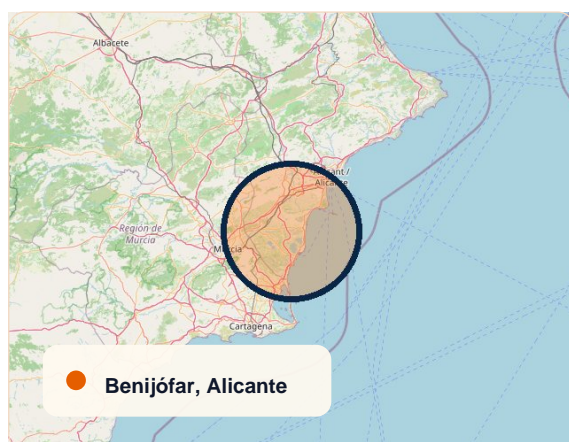 Albacete
Alacant /
Alicante
Región de
Murcia
Murcia
Cartagena
Benijófar, Alicante